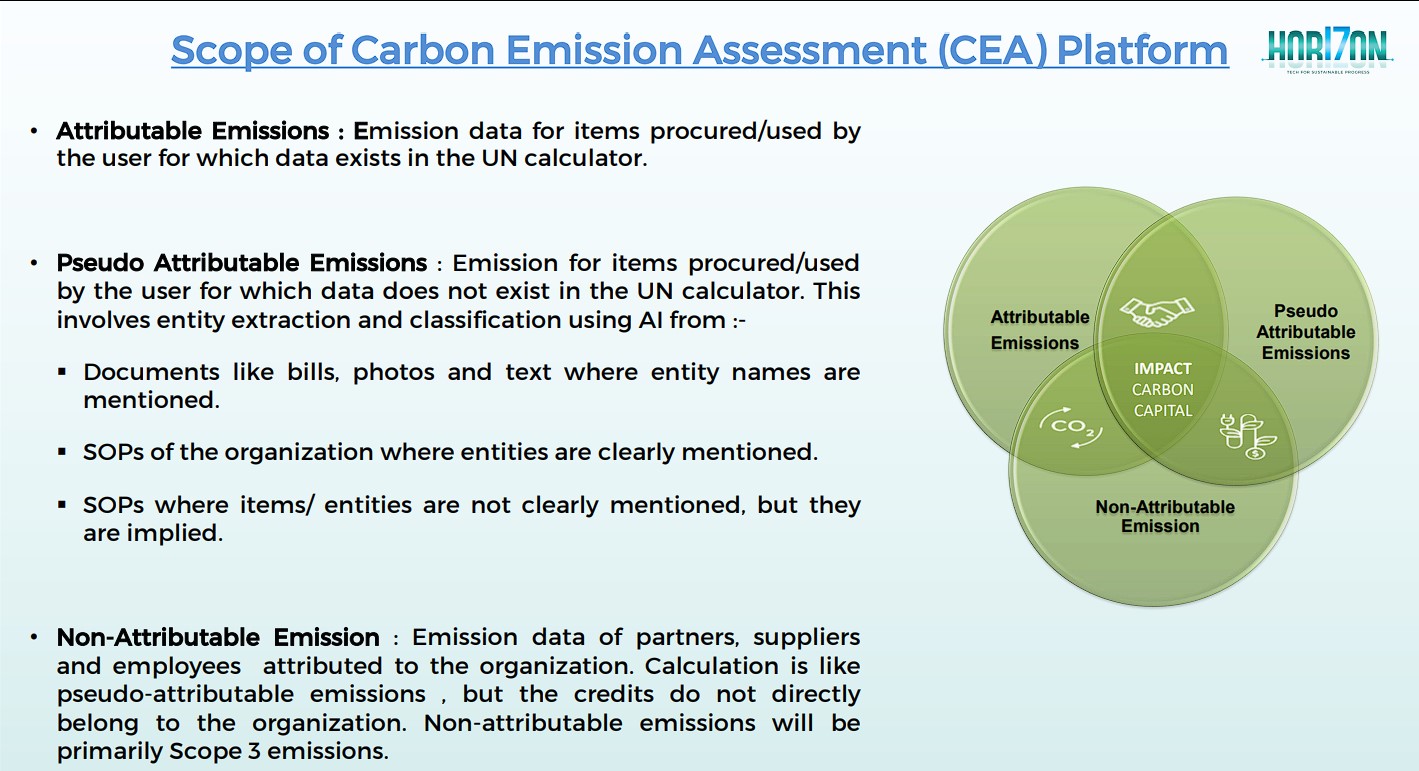 Scope of Carbon Emission Assessment (CEA) Platform
HOR17ON
TECH FOR SUSTAINABLE PROGRESS
• Attributable Emissions : Emission data for items procured/used by
the user for which data exists in the UN calculator.
• Pseudo Attributable Emissions : Emission for items procured/used
by the user for which data does not exist in the UN calculator. This
involves entity extraction and classification using AI from :-
▪ Documents like bills, photos and text where entity names are
mentioned.
▪ SOPs of the organization where entities are clearly mentioned.
▪ SOPs where items/ entities are not clearly mentioned, but they
are implied.
• Non-Attributable Emission : Emission data of partners, suppliers
and employees attributed to the organization. Calculation is like
pseudo-attributable emissions , but the credits do not directly
belong to the organization. Non-attributable emissions will be
primarily Scope 3 emissions.
Attributable
Emissions
Pseudo
Attributable
Emissions
IMPACT
CARBON
CAPITAL
CO2
$
Non-Attributable
Emission